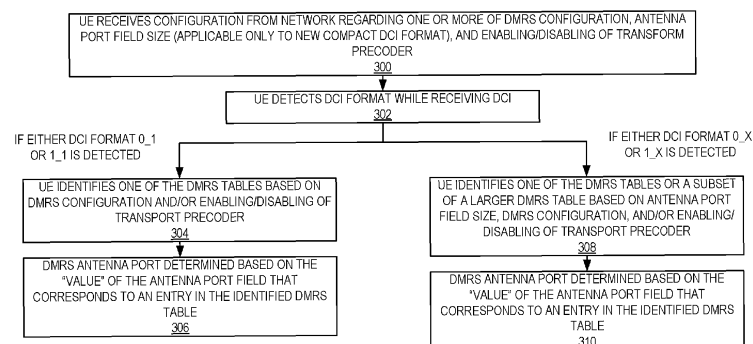 UE RECEIVES CONFIGURATION FROM NETWORK REGARDING ONE OR MORE OF DMRS CONFIGURATION, ANTENNA
PORT FIELD SIZE (APPLICABLE ONLY TO NEW COMPACT DCI FORMAT), AND ENABLING/DISABLING OF TRANSFORM
PRECODER
300
UE DETECTS DCI FORMAT WHILE RECEIVING DCI
302
IF EITHER DCI FORMAT 0_1
OR 1_1 IS DETECTED
IF EITHER DCI FORMAT 0_X
OR 1_X IS DETECTED
UE IDENTIFIES ONE OF THE DMRS TABLES BASED ON
DMRS CONFIGURATION AND/OR ENABLING/DISABLING OF
TRANSPORT PRECODER
304
UE IDENTIFIES ONE OF THE DMRS TABLES OR A SUBSET
OF A LARGER DMRS TABLE BASED ON ANTENNA PORT
FIELD SIZE, DMRS CONFIGURATION, AND/OR ENABLING/
DISABLING OF TRANSPORT PRECODER
308
DMRS ANTENNA PORT DETERMINED BASED ON THE
"VALUE" OF THE ANTENNA PORT FIELD THAT
CORRESPONDS TO AN ENTRY IN THE IDENTIFIED DMRS
TABLE
306
DMRS ANTENNA PORT DETERMINED BASED ON THE
"VALUE" OF THE ANTENNA PORT FIELD THAT
CORRESPONDS TO AN ENTRY IN THE IDENTIFIED DMRS
TABLE
310